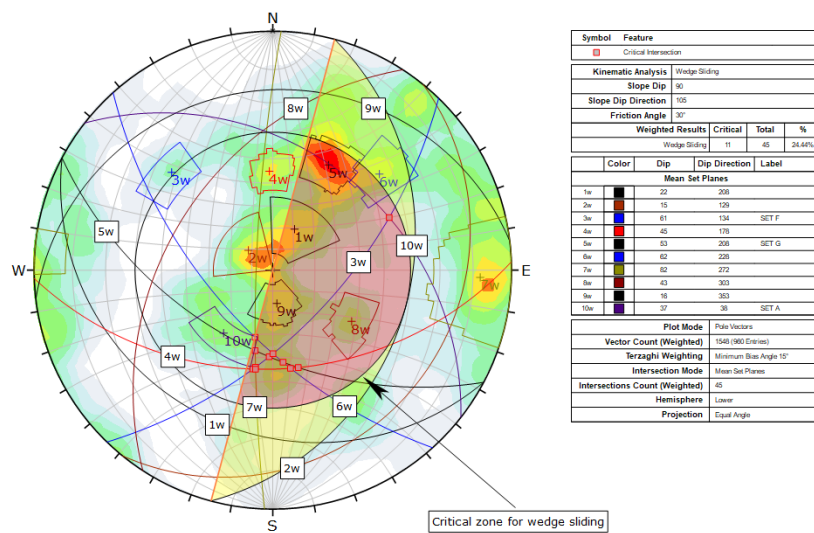 N
8w
9w
4w
5w
6w
3w
5w
1w
10w
2w
3w
W
E
7w
9w
8w
10w
4w
7w
6w
1w
2w
S
Critical zone for wedge sliding
Symbol Feature
Critical Intersection
Kinematic Analysis Wedge Sliding
Slope Dip 90
Slope Dip Direction 105
Friction Angle 30°
Weighted Results Critical Total %
Wedge Sliding 11 45 24.44%
Color Dip Dip Direction Label
Mean Set Planes
1w 22 208
2w 15 129
3w 61 134 SET F
4w 45 178
5w 53 208 SET G
6w 62 228
7w 82 272
8w 43 303
9w 16 353
10w 37 36 SET A
Plot Mode Pole Vectors
Vector Count (Weighted) 1546 (960 Entries)
Terzaghi Weighting Minimum Bias Angle 15°
Intersection Mode Mean Set Planes
Intersections Count (Weighted) 45
Hemisphere Lower
Projection Equal Angle